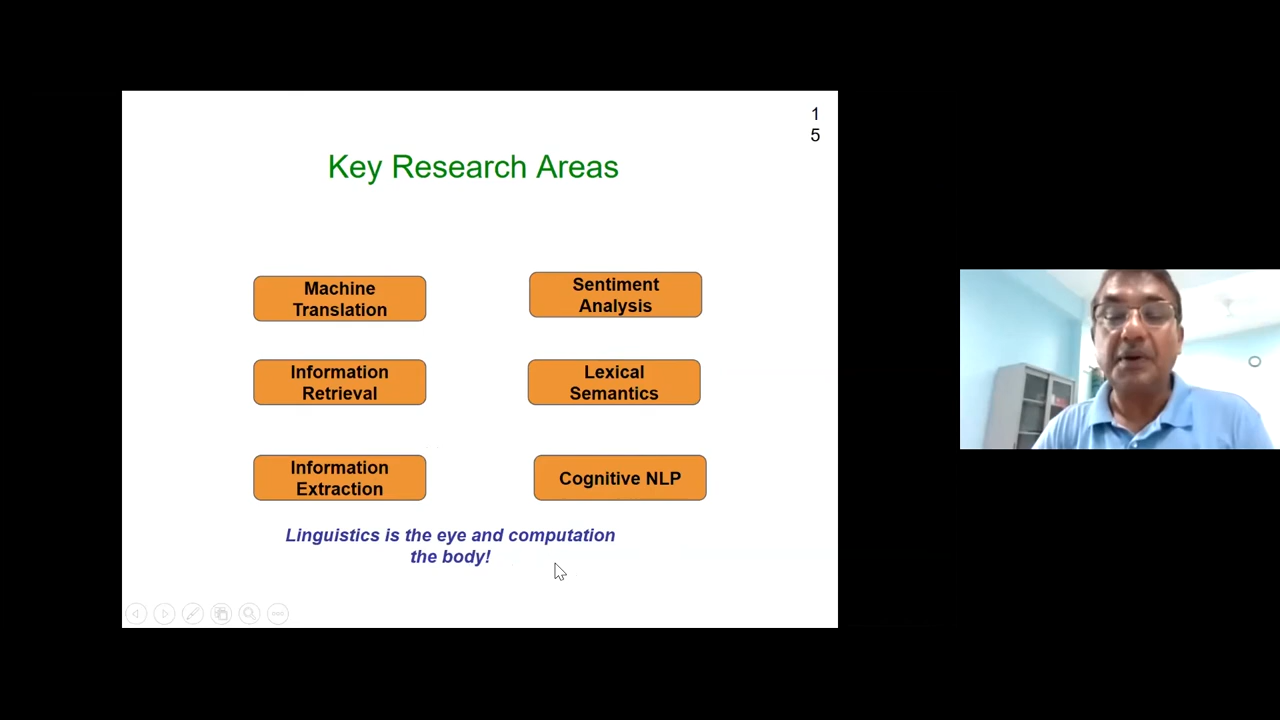 1
5
Key Research Areas
Machine
Translation
Sentiment
Analysis
Information
Retrieval
Lexical
Semantics
Information
Extraction
Cognitive NLP
Linguistics is the eye and computation
the body!